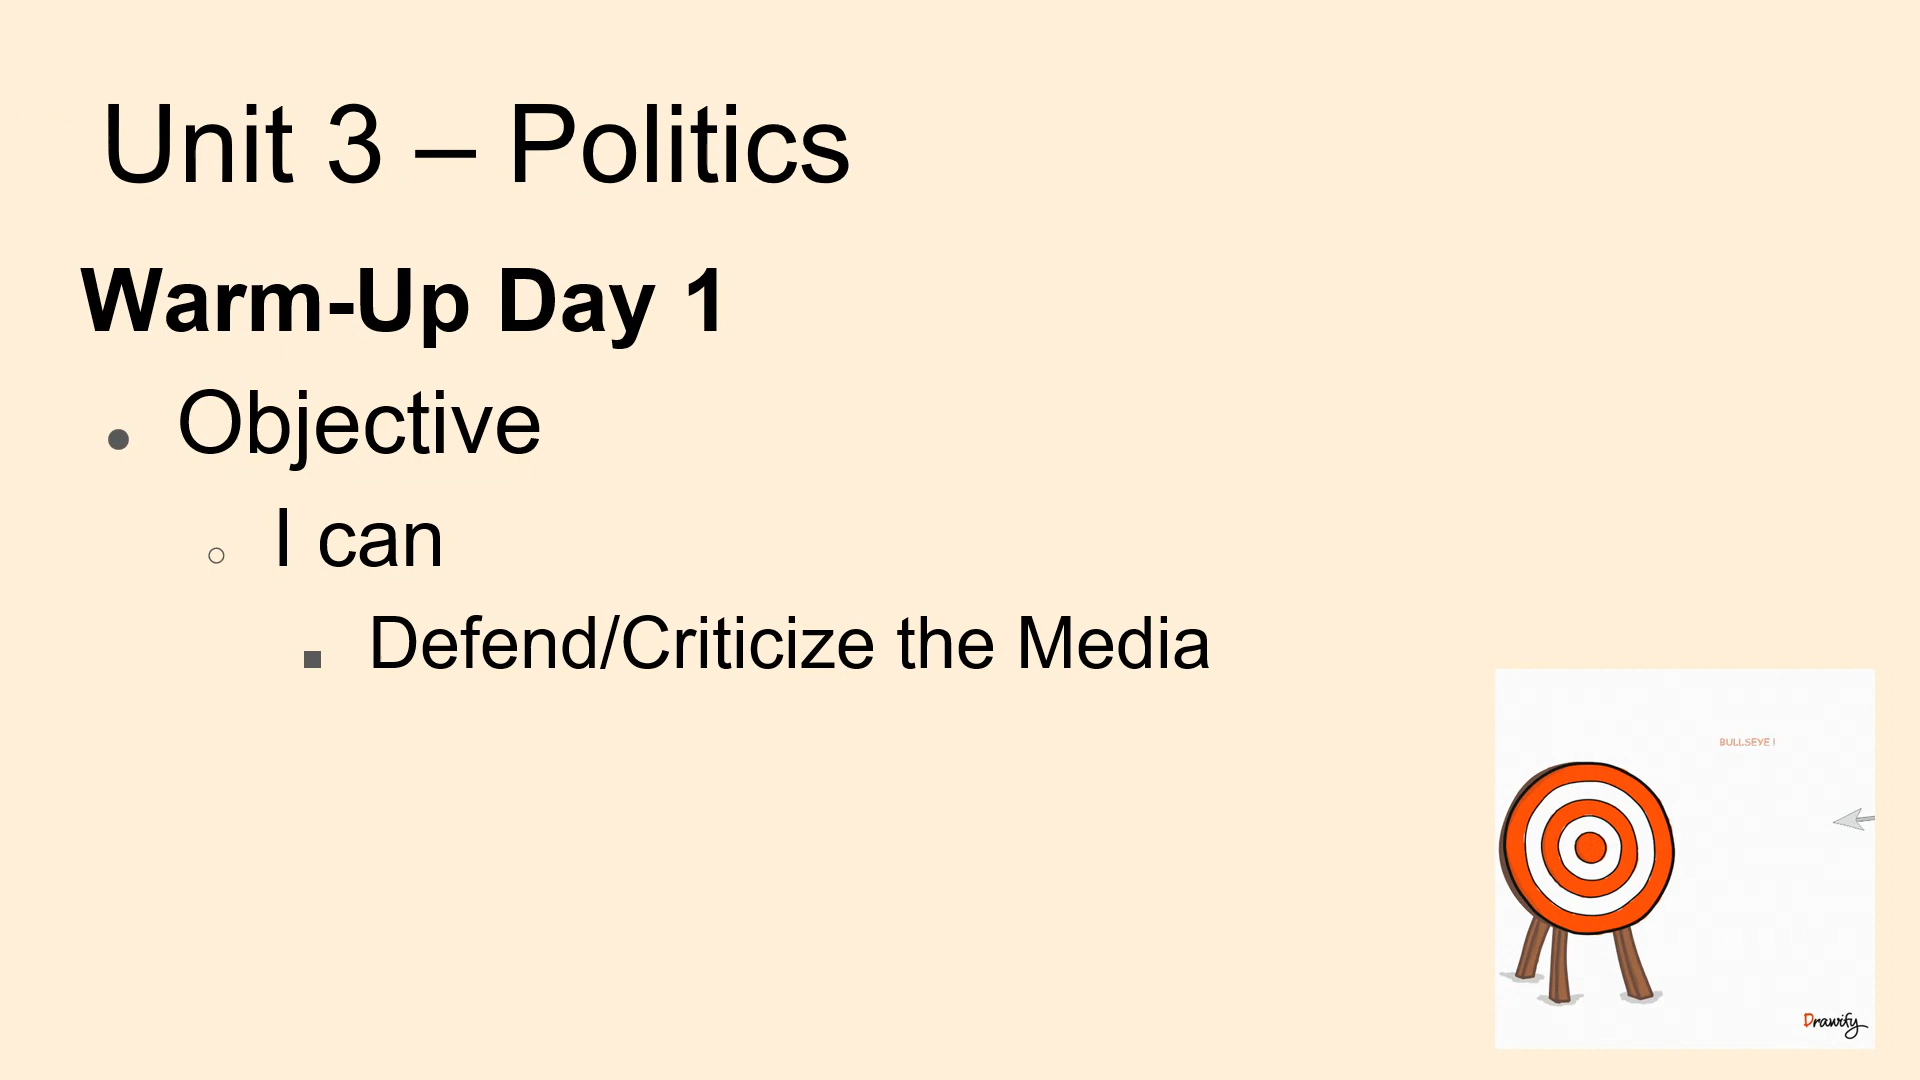 Unit 3 – Politics
Warm-Up Day 1
Objective
I can
Defend/Criticize the Media
BULLSEYE !
Drawify